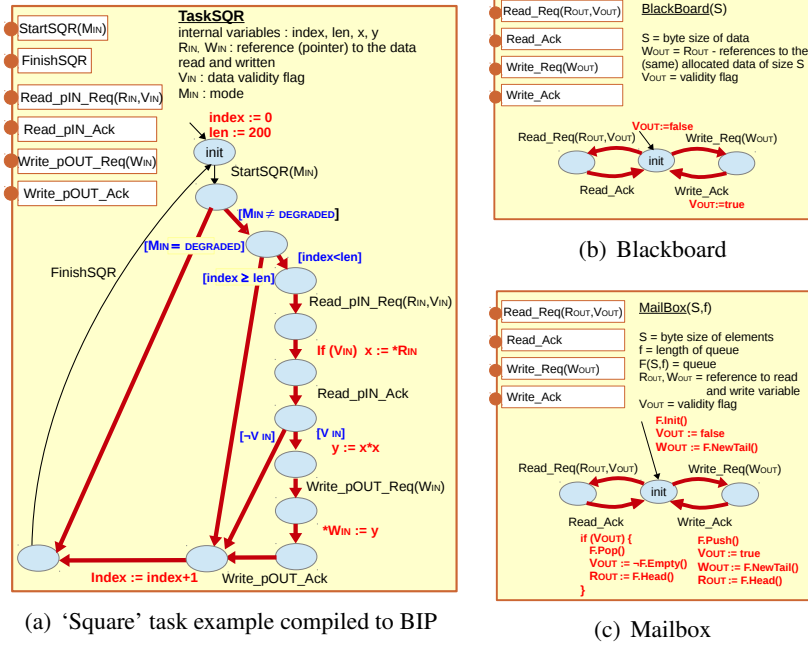 TaskSQR
internal variables : index, len, x, y
RIN, WIN : reference (pointer) to the data
read and written
VIN : data validity flag
MIN : mode
StartSQR(MIN)
FinishSQR
Read_pIN_Req(RIN,VIN)
Read_pIN_Ack
Write_pOUT_Req(WIN)
Write_pOUT_Ack
index := 0
len := 200
init
StartSQR(MIN)
[MIN ≠ DEGRADED]
[MIN = DEGRADED]
[index<len]
[index ≥ len]
FinishSQR
Read_pIN_Req(RIN,VIN)
If (VIN) x := *RIN
Read_pIN_Ack
[¬V IN]
[V IN]
y := x*x
Write_pOUT_Req(WIN)
*WIN := y
Index := index+1
Write_pOUT_Ack
(a) ‘Square’ task example compiled to BIP
BlackBoard(S)
Read_Req(ROUT,VOUT)
Read_Ack
Write_Req(WOUT)
Write_Ack
S = byte size of data
WOUT = ROUT - references to the
(same) allocated data of size S
VOUT = validity flag
VOUT:=false
Read_Req(ROUT,VOUT)
Write_Req(WOUT)
init
Read_Ack
Write_Ack
VOUT:=true
(b) Blackboard
MailBox(S,f)
Read_Req(ROUT,VOUT)
Read_Ack
Write_Req(WOUT)
Write_Ack
S = byte size of elements
f = length of queue
F(S,f) = queue
ROUT, WOUT = reference to read
and write variable
VOUT = validity flag
F.Init()
VOUT := false
WOUT := F.NewTail()
Read_Req(ROUT,VOUT)
Write_Req(WOUT)
init
Read_Ack
Write_Ack
if (VOUT) {
F.Pop()
VOUT := ¬F.Empty()
ROUT := F.Head()
}
F.Push()
VOUT := true
WOUT := F.NewTail()
ROUT := F.Head()
(c) Mailbox